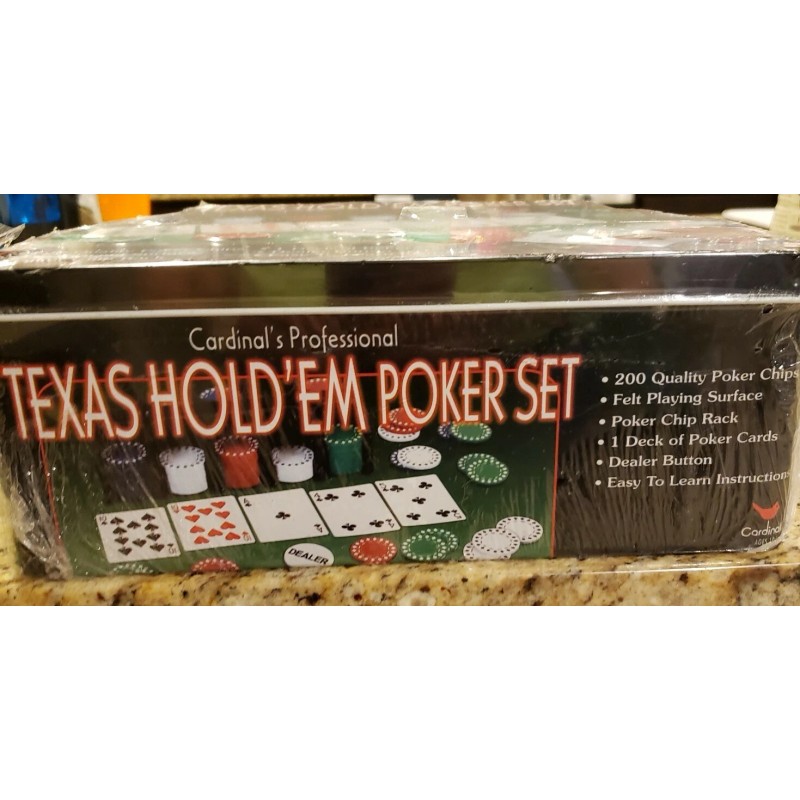 Cardinal's Professional
TEXAS HOLD'EM POKER SET
• 200 Quality Poker Chips
• Felt Playing Surface
• Poker Chip Rack
• 1 Deck of Poker Cards
• Dealer Button
• Easy To Learn Instruction
DEALER
Cardinal